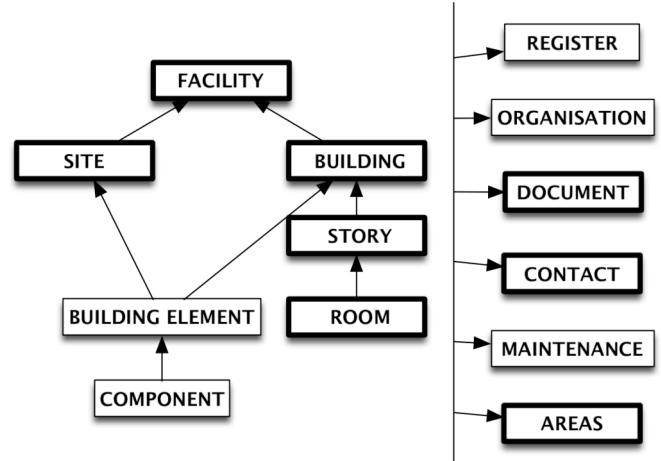 FACILITY
SITE
BUILDING
STORY
BUILDING ELEMENT
ROOM
COMPONENT
REGISTER
ORGANISATION
DOCUMENT
CONTACT
MAINTENANCE
AREAS